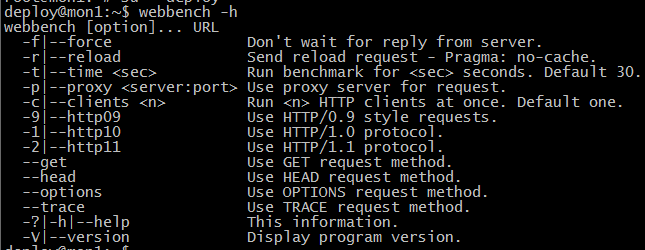 deploy@mon1:~$ webbench -h
webbench [option]... URL
  -f|--force               Don't wait for reply from server.
  -r|--reload              Send reload request - Pragma: no-cache.
  -t|--time <sec>          Run benchmark for <sec> seconds. Default 30.
  -p|--proxy <server:port> Use proxy server for request.
  -c|--clients <n>         Run <n> HTTP clients at once. Default one.
  -9|--http09              Use HTTP/0.9 style requests.
  -1|--http10              Use HTTP/1.0 protocol.
  -2|--http11              Use HTTP/1.1 protocol.
  --get                    Use GET request method.
  --head                   Use HEAD request method.
  --options                Use OPTIONS request method.
  --trace                  Use TRACE request method.
  -?|-h|--help             This information.
  -V|--version             Display program version.